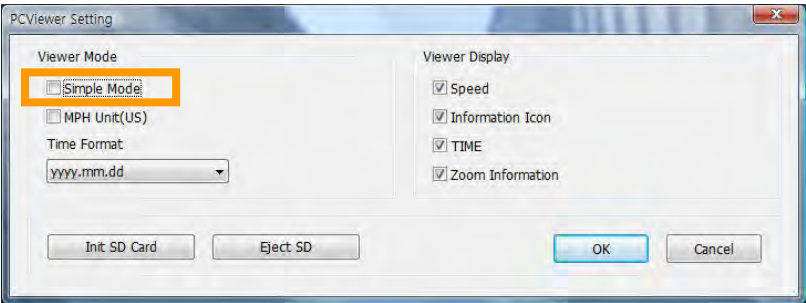 PCViewer Setting
Viewer Mode
Simple Mode
MPH Unit(US)
Time Format
yyyy.mm.dd
Viewer Display
Speed
Information Icon
TIME
Zoom Information
Init SD Card
Eject SD
OK
Cancel